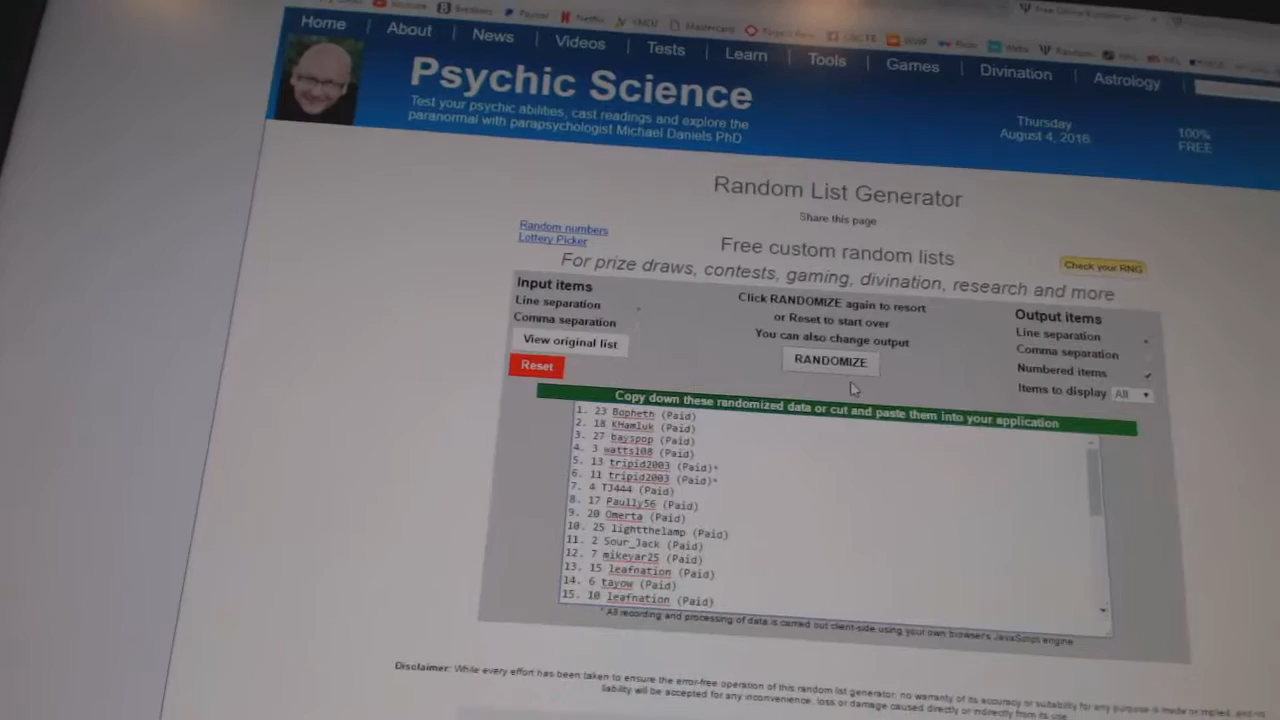 Home About News Videos Tests Learn Tools Games Divination Astrology
Psychic Science
Test your psychic abilities, cast readings and explore the
paranormal with parapsychologist Michael Daniels PhD
Thursday
August 4, 2016
100%
FREE
Random List Generator
Share this page
Random numbers
Lottery Picker
Free custom random lists
Check your RNG
For prize draws, contests, gaming, divination, research and more
Input items
Line separation
Comma separation
View original list
Reset
Click RANDOMIZE again to resort
or Reset to start over
You can also change output
RANDOMIZE
Output items
Line separation
Comma separation
Numbered items
Items to display All
Copy down these randomized data or cut and paste them into your application
1. 23 Bopheth (Paid)
2. 18 KHamluk (Paid)
3. 27 bayspop (Paid)
4. 3 watts108 (Paid)
5. 13 tripid2003 (Paid)*
6. 11 tripid2003 (Paid)*
7. 4 TJ444 (Paid)
8. 17 Paully56 (Paid)
9. 20 Omerta (Paid)
10. 25 lightthelamp (Paid)
11. 2 Sour_Jack (Paid)
12. 7 mikeyar25 (Paid)
13. 15 leafnation (Paid)
14. 6 tayow (Paid)
15. 10 leafnation (Paid)
* All recording and processing of data is carried out client-side using your own browser's JavaScript engine
Disclaimer: While every effort has been taken to ensure the error-free operation of this random list generator, no warranty of its accuracy or suitability for any purpose is made or implied, and no
liability will be accepted for any inconvenience, loss or damage caused directly or indirectly from its use